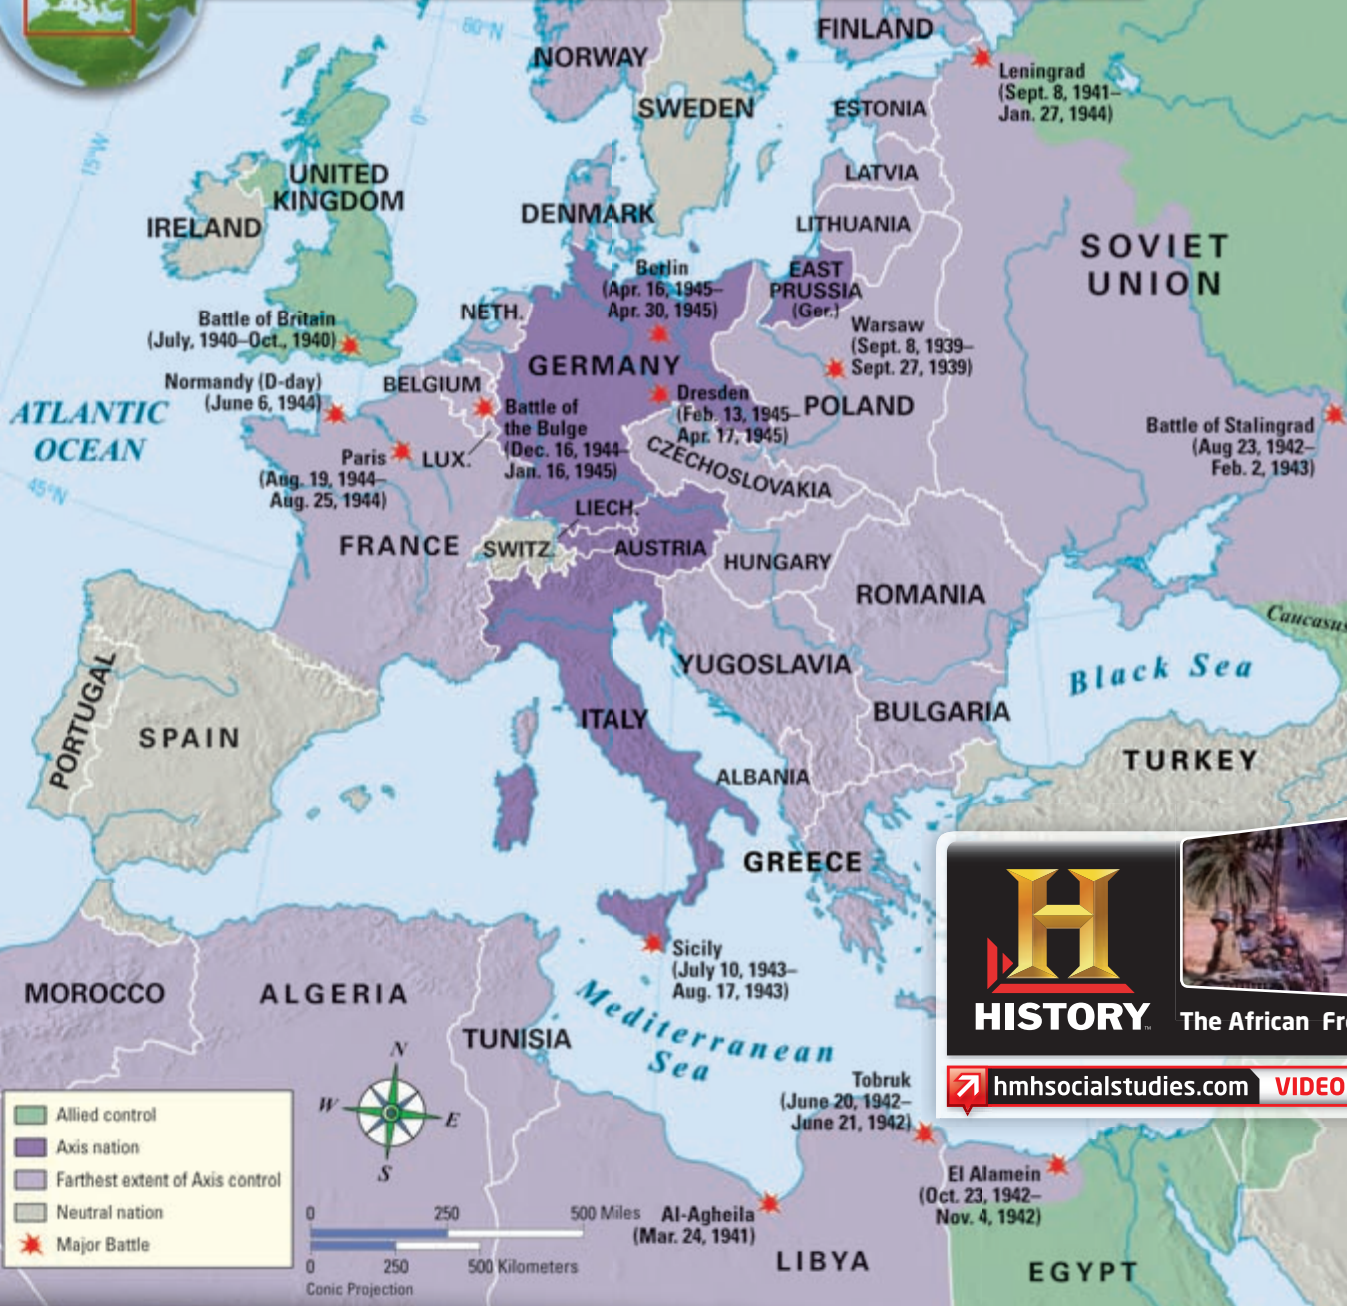 60°N
NORWAY
FINLAND
Leningrad
(Sept. 8, 1941–
Jan. 27, 1944)
SWEDEN
ESTONIA
0°
15°W
UNITED
KINGDOM
LATVIA
IRELAND
DENMARK
LITHUANIA
SOVIET
UNION
Berlin
(Apr. 16, 1945–
Apr. 30, 1945)
EAST
PRUSSIA
(Ger.)
NETH.
Battle of Britain
(July, 1940–Oct., 1940)
Warsaw
(Sept. 8, 1939–
Sept. 27, 1939)
GERMANY
Normandy (D-day)
(June 6, 1944)
BELGIUM
ATLANTIC
OCEAN
Battle of
the Bulge
(Dec. 16, 1944–
Jan. 16, 1945)
Dresden
(Feb. 13, 1945–
Apr. 17, 1945)
POLAND
Battle of Stalingrad
(Aug 23, 1942–
Feb. 2, 1943)
Paris
(Aug. 19, 1944–
Aug. 25, 1944)
LUX.
CZECHOSLOVAKIA
45°N
LIECH.
FRANCE
SWITZ.
AUSTRIA
HUNGARY
ROMANIA
Caucasus
PORTUGAL
SPAIN
YUGOSLAVIA
Black Sea
ITALY
BULGARIA
TURKEY
ALBANIA
GREECE
H
HISTORY™
The African Fr
hmhsocialstudies.com VIDEO
Sicily
(July 10, 1943–
Aug. 17, 1943)
MOROCCO
ALGERIA
TUNISIA
Mediterranean
Sea
N
W
E
S
Tobruk
(June 20, 1942–
June 21, 1942)
El Alamein
(Oct. 23, 1942–
Nov. 4, 1942)
Al-Agheila
(Mar. 24, 1941)
LIBYA
EGYPT
Allied control
Axis nation
Farthest extent of Axis control
Neutral nation
Major Battle
0 250 500 Miles
0 250 500 Kilometers
Conic Projection